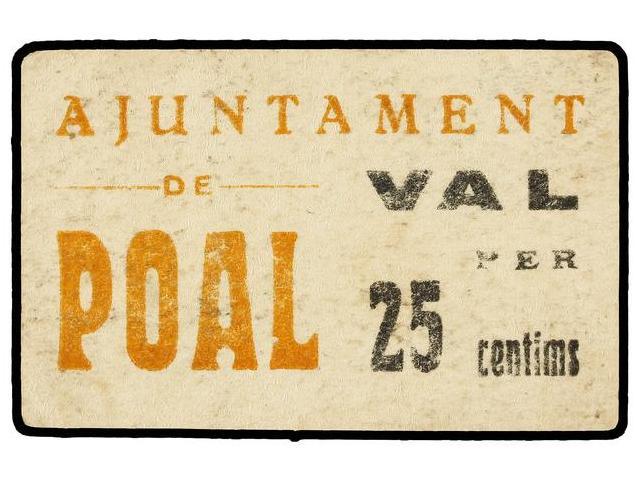 AJUNTAMENT
DE
POAL
VAL
PER
25 centims